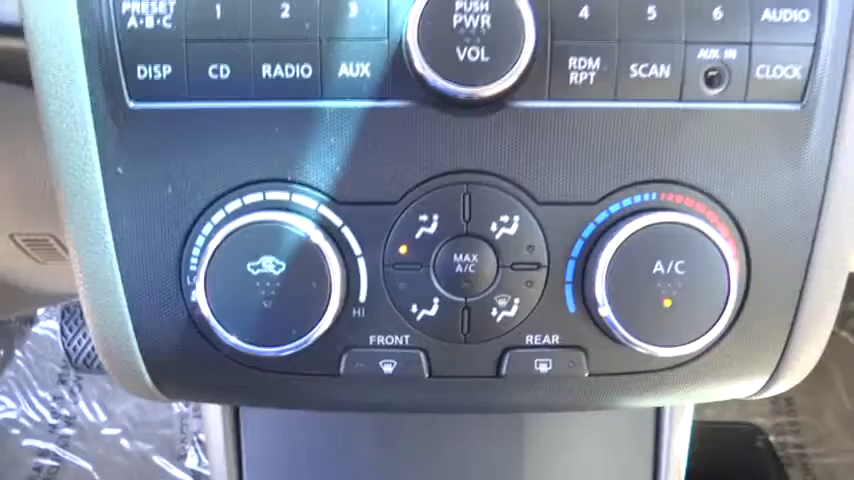 PRESET A·B·C 1 2 3 PUSH PWR VOL 4 5 6 AUDIO
DISP CD RADIO AUX RDM RPT SCAN AUX IN CLOCK
MAX A/C
A/C
LO HI
FRONT REAR